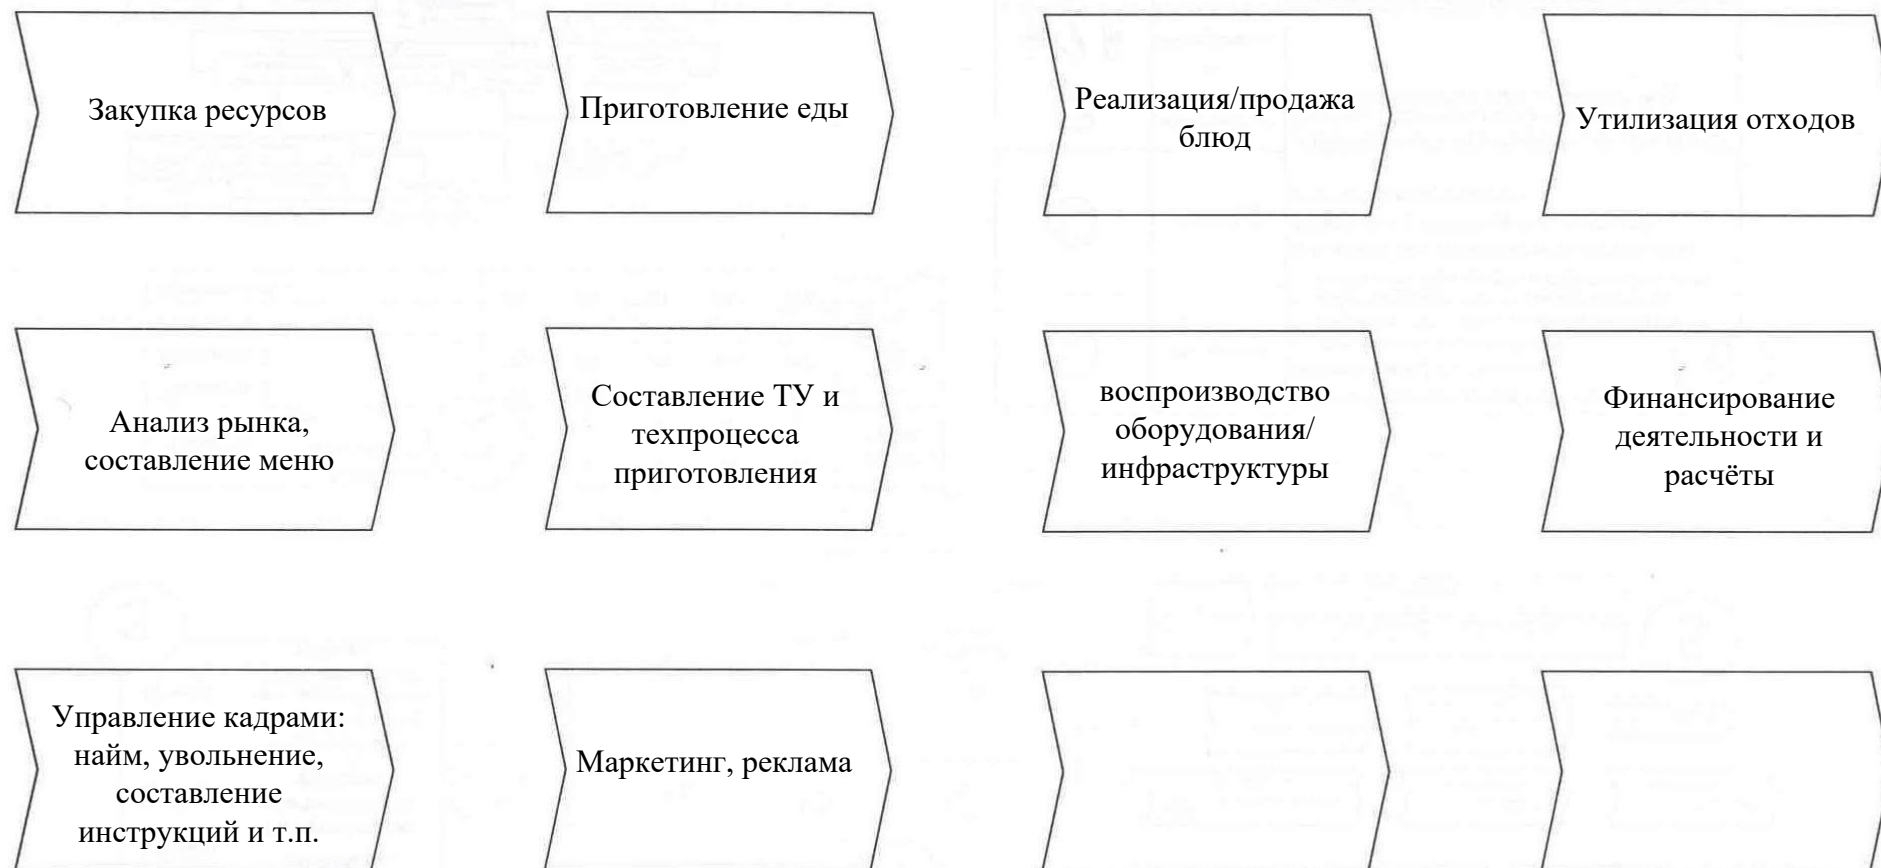 Закупка ресурсов
Приготовление еды
Реализация/продажа
блюд
Утилизация отходов
Анализ рынка,
составление меню
Составление ТУ и
техпроцесса
приготовления
воспроизводство
оборудования/
инфраструктуры
Финансирование
деятельности и
расчёты
Управление кадрами:
найм, увольнение,
составление
инструкций и т.п.
Маркетинг, реклама